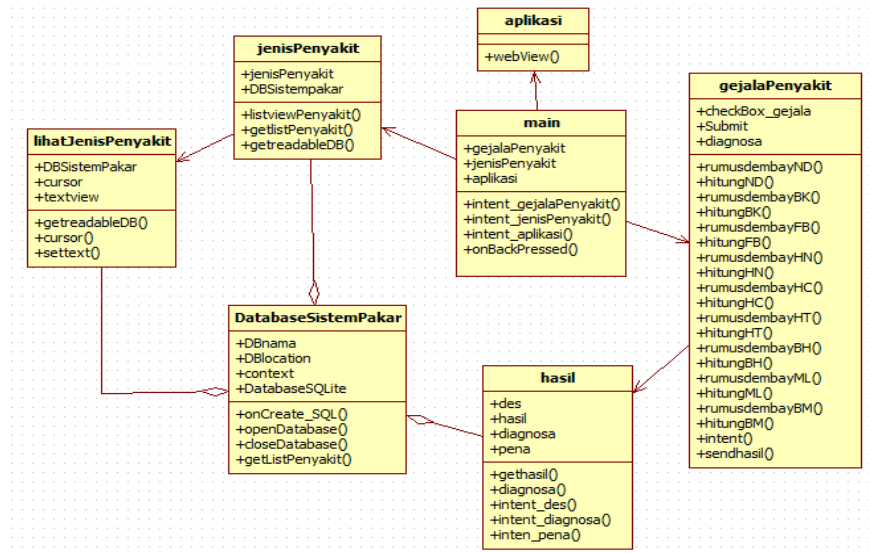 aplikasi
+webView()
jenisPenyakit
+jenisPenyakit
+DBSistempakar
+listviewPenyakit()
+getlistPenyakit()
+getreadableDB()
gejalaPenyakit
+checkBox_gejala
+Submit
+diagnosa
+rumusdembayND()
+hitungND()
+rumusdembayBK()
+hitungBK()
+rumusdembayFB()
+hitungFB()
+rumusdembayHN()
+hitungHN()
+rumusdembayHC()
+hitungHC()
+rumusdembayHT()
+hitungHT()
+rumusdembayBH()
+hitungBH()
+rumusdembayML()
+hitungML()
+rumusdembayBM()
+hitungBM()
+intent()
+sendhasil()
main
+gejalaPenyakit
+jenisPenyakit
+aplikasi
+intent_gejalaPenyakit()
+intent_jenisPenyakit()
+intent_aplikasi()
+onBackPressed()
lihatJenisPenyakit
+DBSistemPakar
+cursor
+textview
+getreadableDB()
+cursor()
+settext()
DatabaseSistemPakar
+DBnama
+DBlocation
+context
+DatabaseSQLite
+onCreate_SQL()
+openDatabase()
+closeDatabase()
+getListPenyakit()
hasil
+des
+hasil
+diagnosa
+pena
+gethasil()
+diagnosa()
+intent_des()
+intent_diagnosa()
+inten_pena()